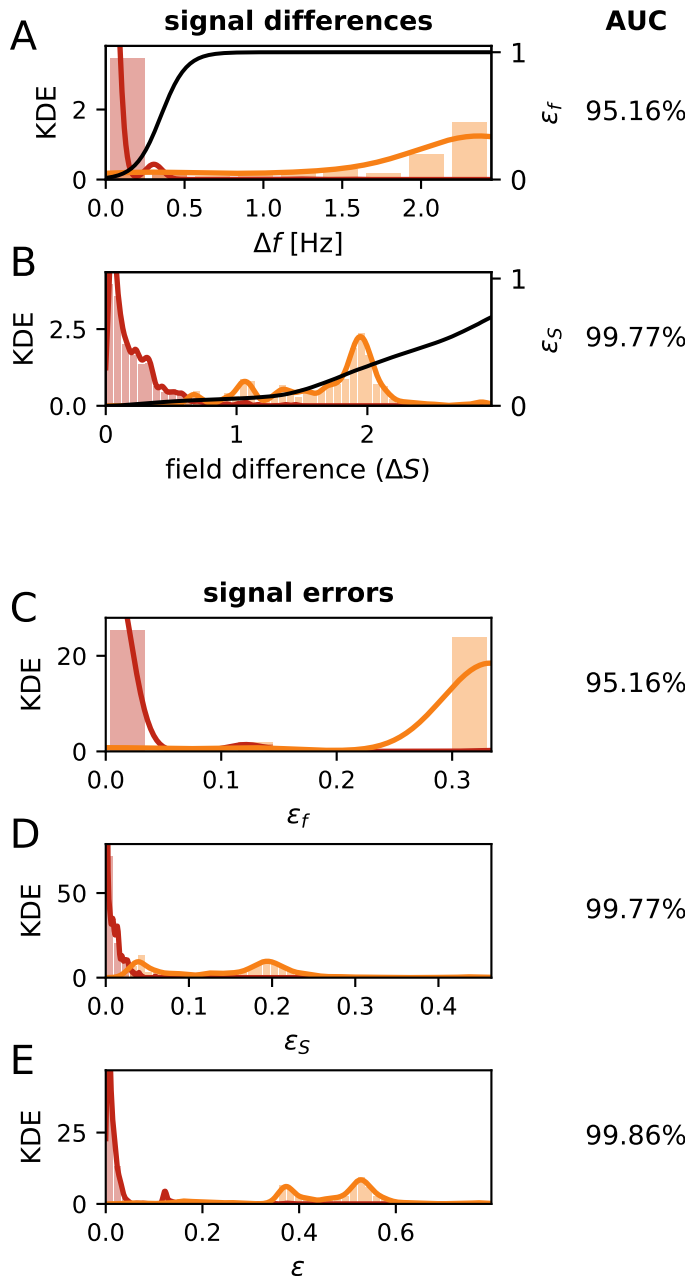 signal differences AUC
A
KDE
2
0
1
0
ε_f
95.16%
0.0 0.5 1.0 1.5 2.0
Δf [Hz]
B
KDE
2.5
0.0
1
0
ε_S
99.77%
0 1 2
field difference (ΔS)
signal errors
C
KDE
20
0
95.16%
0.0 0.1 0.2 0.3
ε_f
D
KDE
50
0
99.77%
0.0 0.1 0.2 0.3 0.4
ε_S
E
KDE
25
0
99.86%
0.0 0.2 0.4 0.6
ε